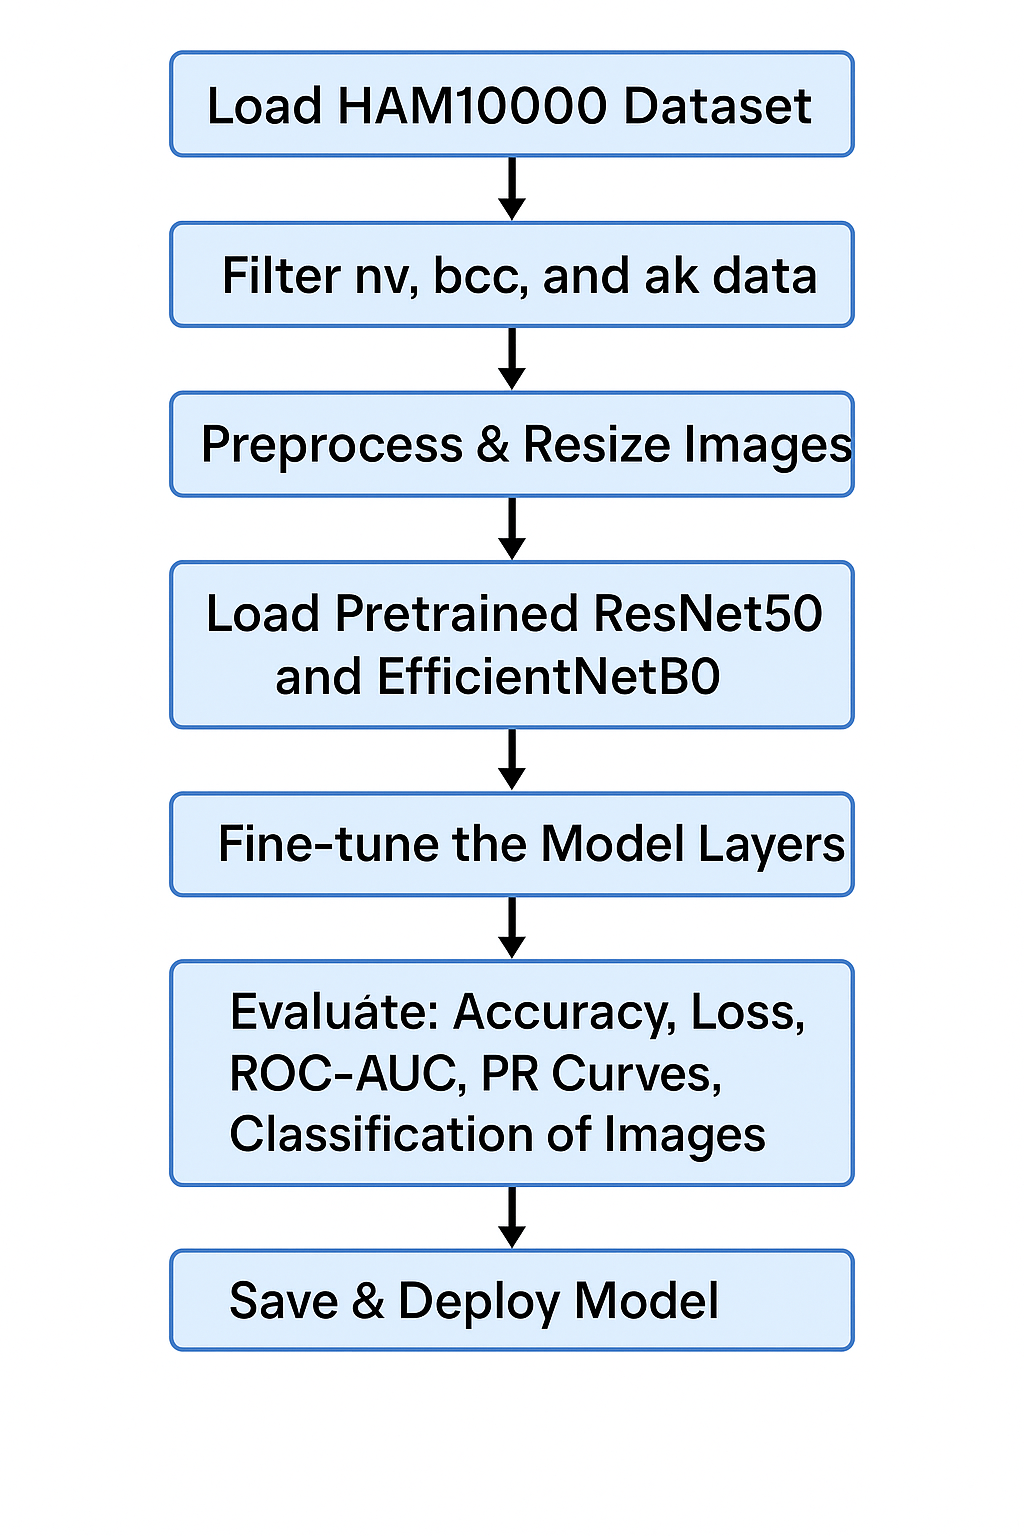 Load HAM10000 Dataset
Filter nv, bcc, and ak data
Preprocess & Resize Images
Load Pretrained ResNet50
and EfficientNetB0
Fine-tune the Model Layers
Evaluáte: Accuracy, Loss,
ROC-AUC, PR Curves,
Classification of Images
Save & Deploy Model